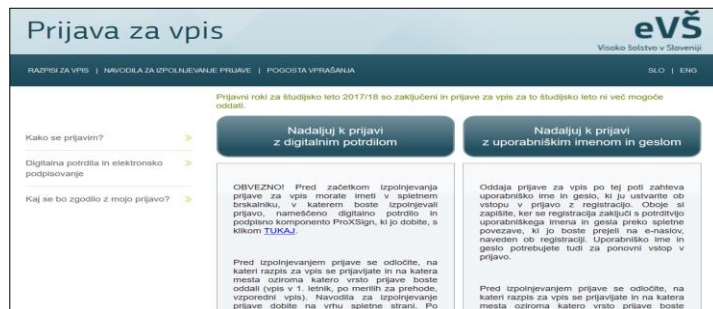 Prijava za vpis
eVŠ
Visoko šolstvo v Sloveniji
RAZPISI ZA VPIS | NAVODILA ZA IZPOLNJEVANJE PRIJAVE | POGOSTA VPRAŠANJA
SLO | ENG
Prijavni roki za študijsko leto 2017/18 so zaključeni in prijave za vpis za to študijsko leto ni več mogoče
oddati.
Kako se prijavim?
Digitalna potrdila in elektronsko
podpisovanje
Kaj se bo zgodilo z mojo prijavo?
Nadaljuj k prijavi
z digitalnim potrdilom
OBVEZNO! Pred začetkom izpolnjevanja
prijave za vpis morate imeti v spletnem
brskalniku, v katerem boste izpolnjevali
prijavo, nameščeno digitalno potrdilo in
podpisno komponento ProXSign, ki jo dobite, s
klikom TUKAJ.
Pred izpolnjevanjem prijave se odločite, na
kateri razpis za vpis se prijavljate in na katera
mesta oziroma katero vrsto prijave boste
oddali (vpis v 1. letnik, po merilih za prehode,
vzporedni vpis). Navodila za izpolnjevanje
prijave dobite na vrhu spletne strani. Po
Nadaljuj k prijavi
z uporabniškim imenom in geslom
Oddaja prijave za vpis po tej poti zahteva
uporabniško ime in geslo, ki ju ustvarite ob
vstopu v prijavo z registracijo. Oboje si
zapišite, ker se registracija zaključi s potrditvijo
uporabniškega imena in gesla preko spletne
povezave, ki jo boste prejeli na e-naslov,
naveden ob registraciji. Uporabniško ime in
geslo potrebujete tudi za ponovni vstop v
prijavo.
Pred izpolnjevanjem prijave se odločite, na
kateri razpis za vpis se prijavljate in na katera
mesta oziroma katero vrsto prijave boste